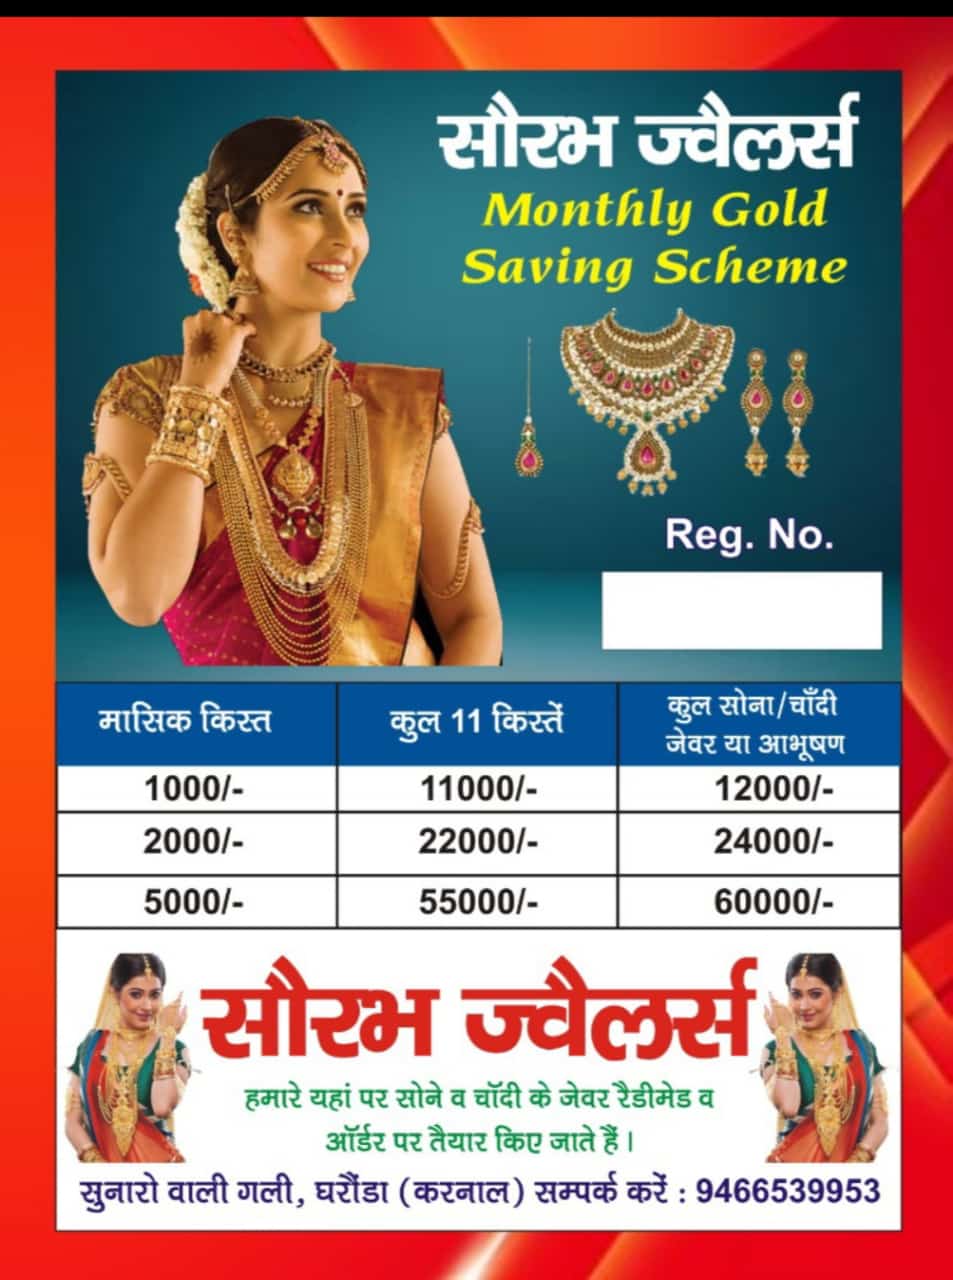 सौरभ ज्वैलर्स
Monthly Gold
Saving Scheme
Reg. No.
मासिक किस्त
कुल 11 किस्तें
कुल सोना/चाँदी
जेवर या आभूषण
1000/- 11000/- 12000/-
2000/- 22000/- 24000/-
5000/- 55000/- 60000/-
सौरभ ज्वैलर्स
हमारे यहां पर सोने व चॉदी के जेवर रैडीमेड व
ऑर्डर पर तैयार किए जाते हैं।
सुनारो वाली गली, घरौंडा (करनाल) सम्पर्क करें : 9466539953